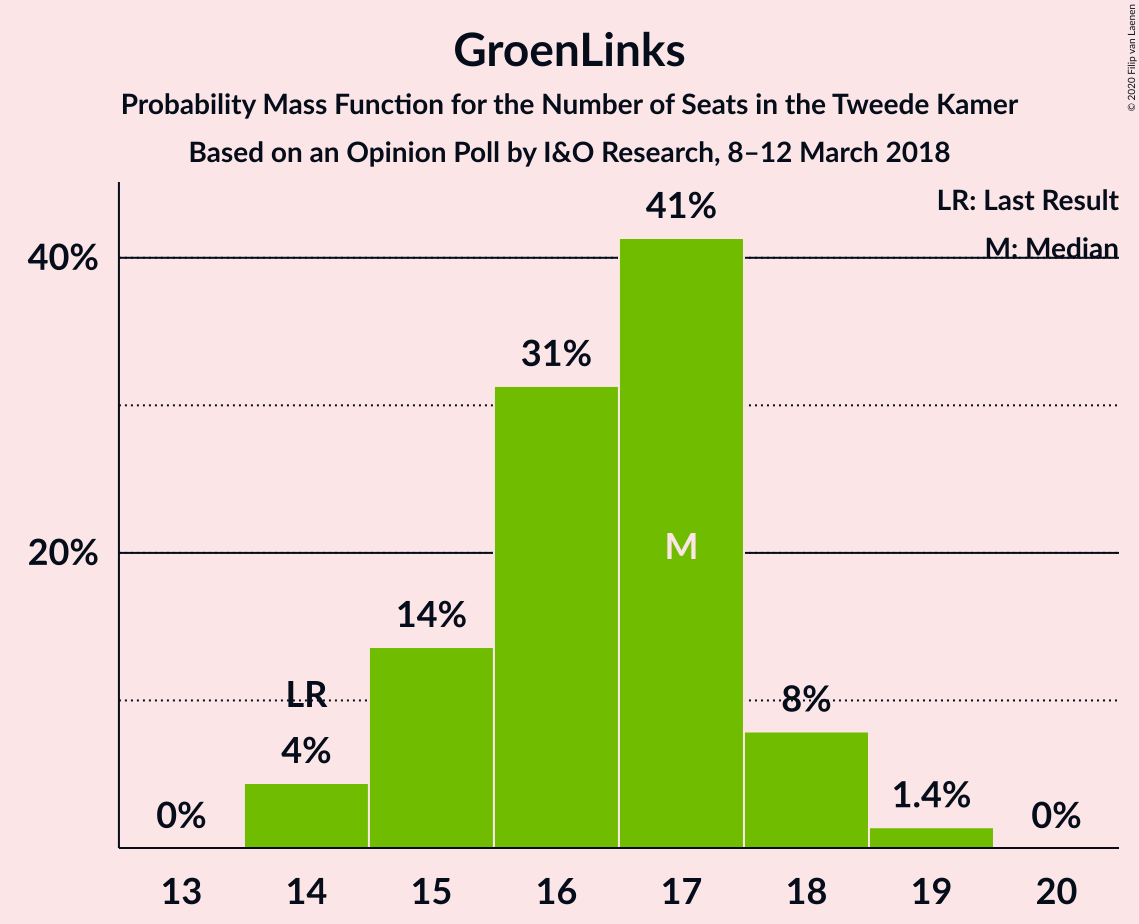 GroenLinks
Probability Mass Function for the Number of Seats in the Tweede Kamer
Based on an Opinion Poll by I&O Research, 8–12 March 2018
© 2020 Filip van Laenen
LR: Last Result
M: Median
41%
40%
31%
M
20%
14%
LR
8%
4%
1.4%
0%
0%
13 14 15 16 17 18 19 20